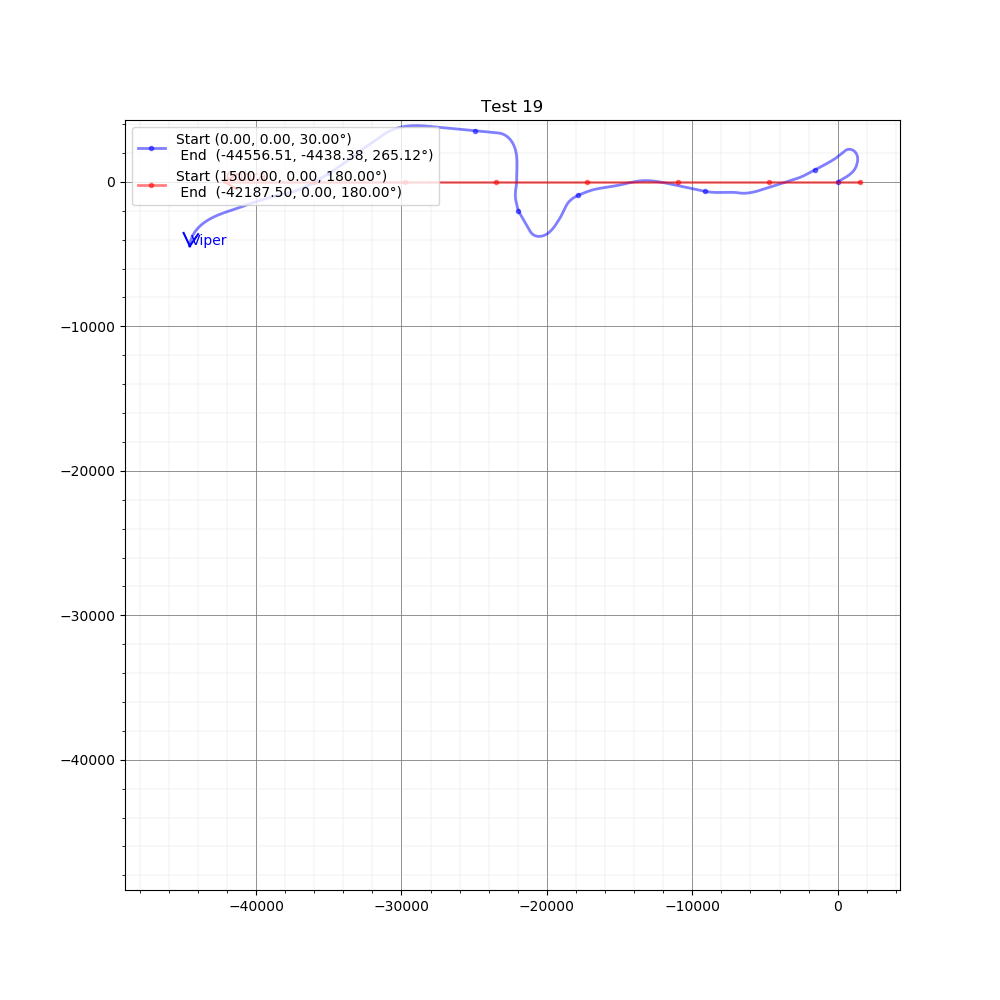 Test 19
Start (0.00, 0.00, 30.00°)
End (-44556.51, -4438.38, 265.12°)
Start (1500.00, 0.00, 180.00°)
End (-42187.50, 0.00, 180.00°)
0
Viper
−10000
−20000
−30000
−40000
−40000 −30000 −20000 −10000 0